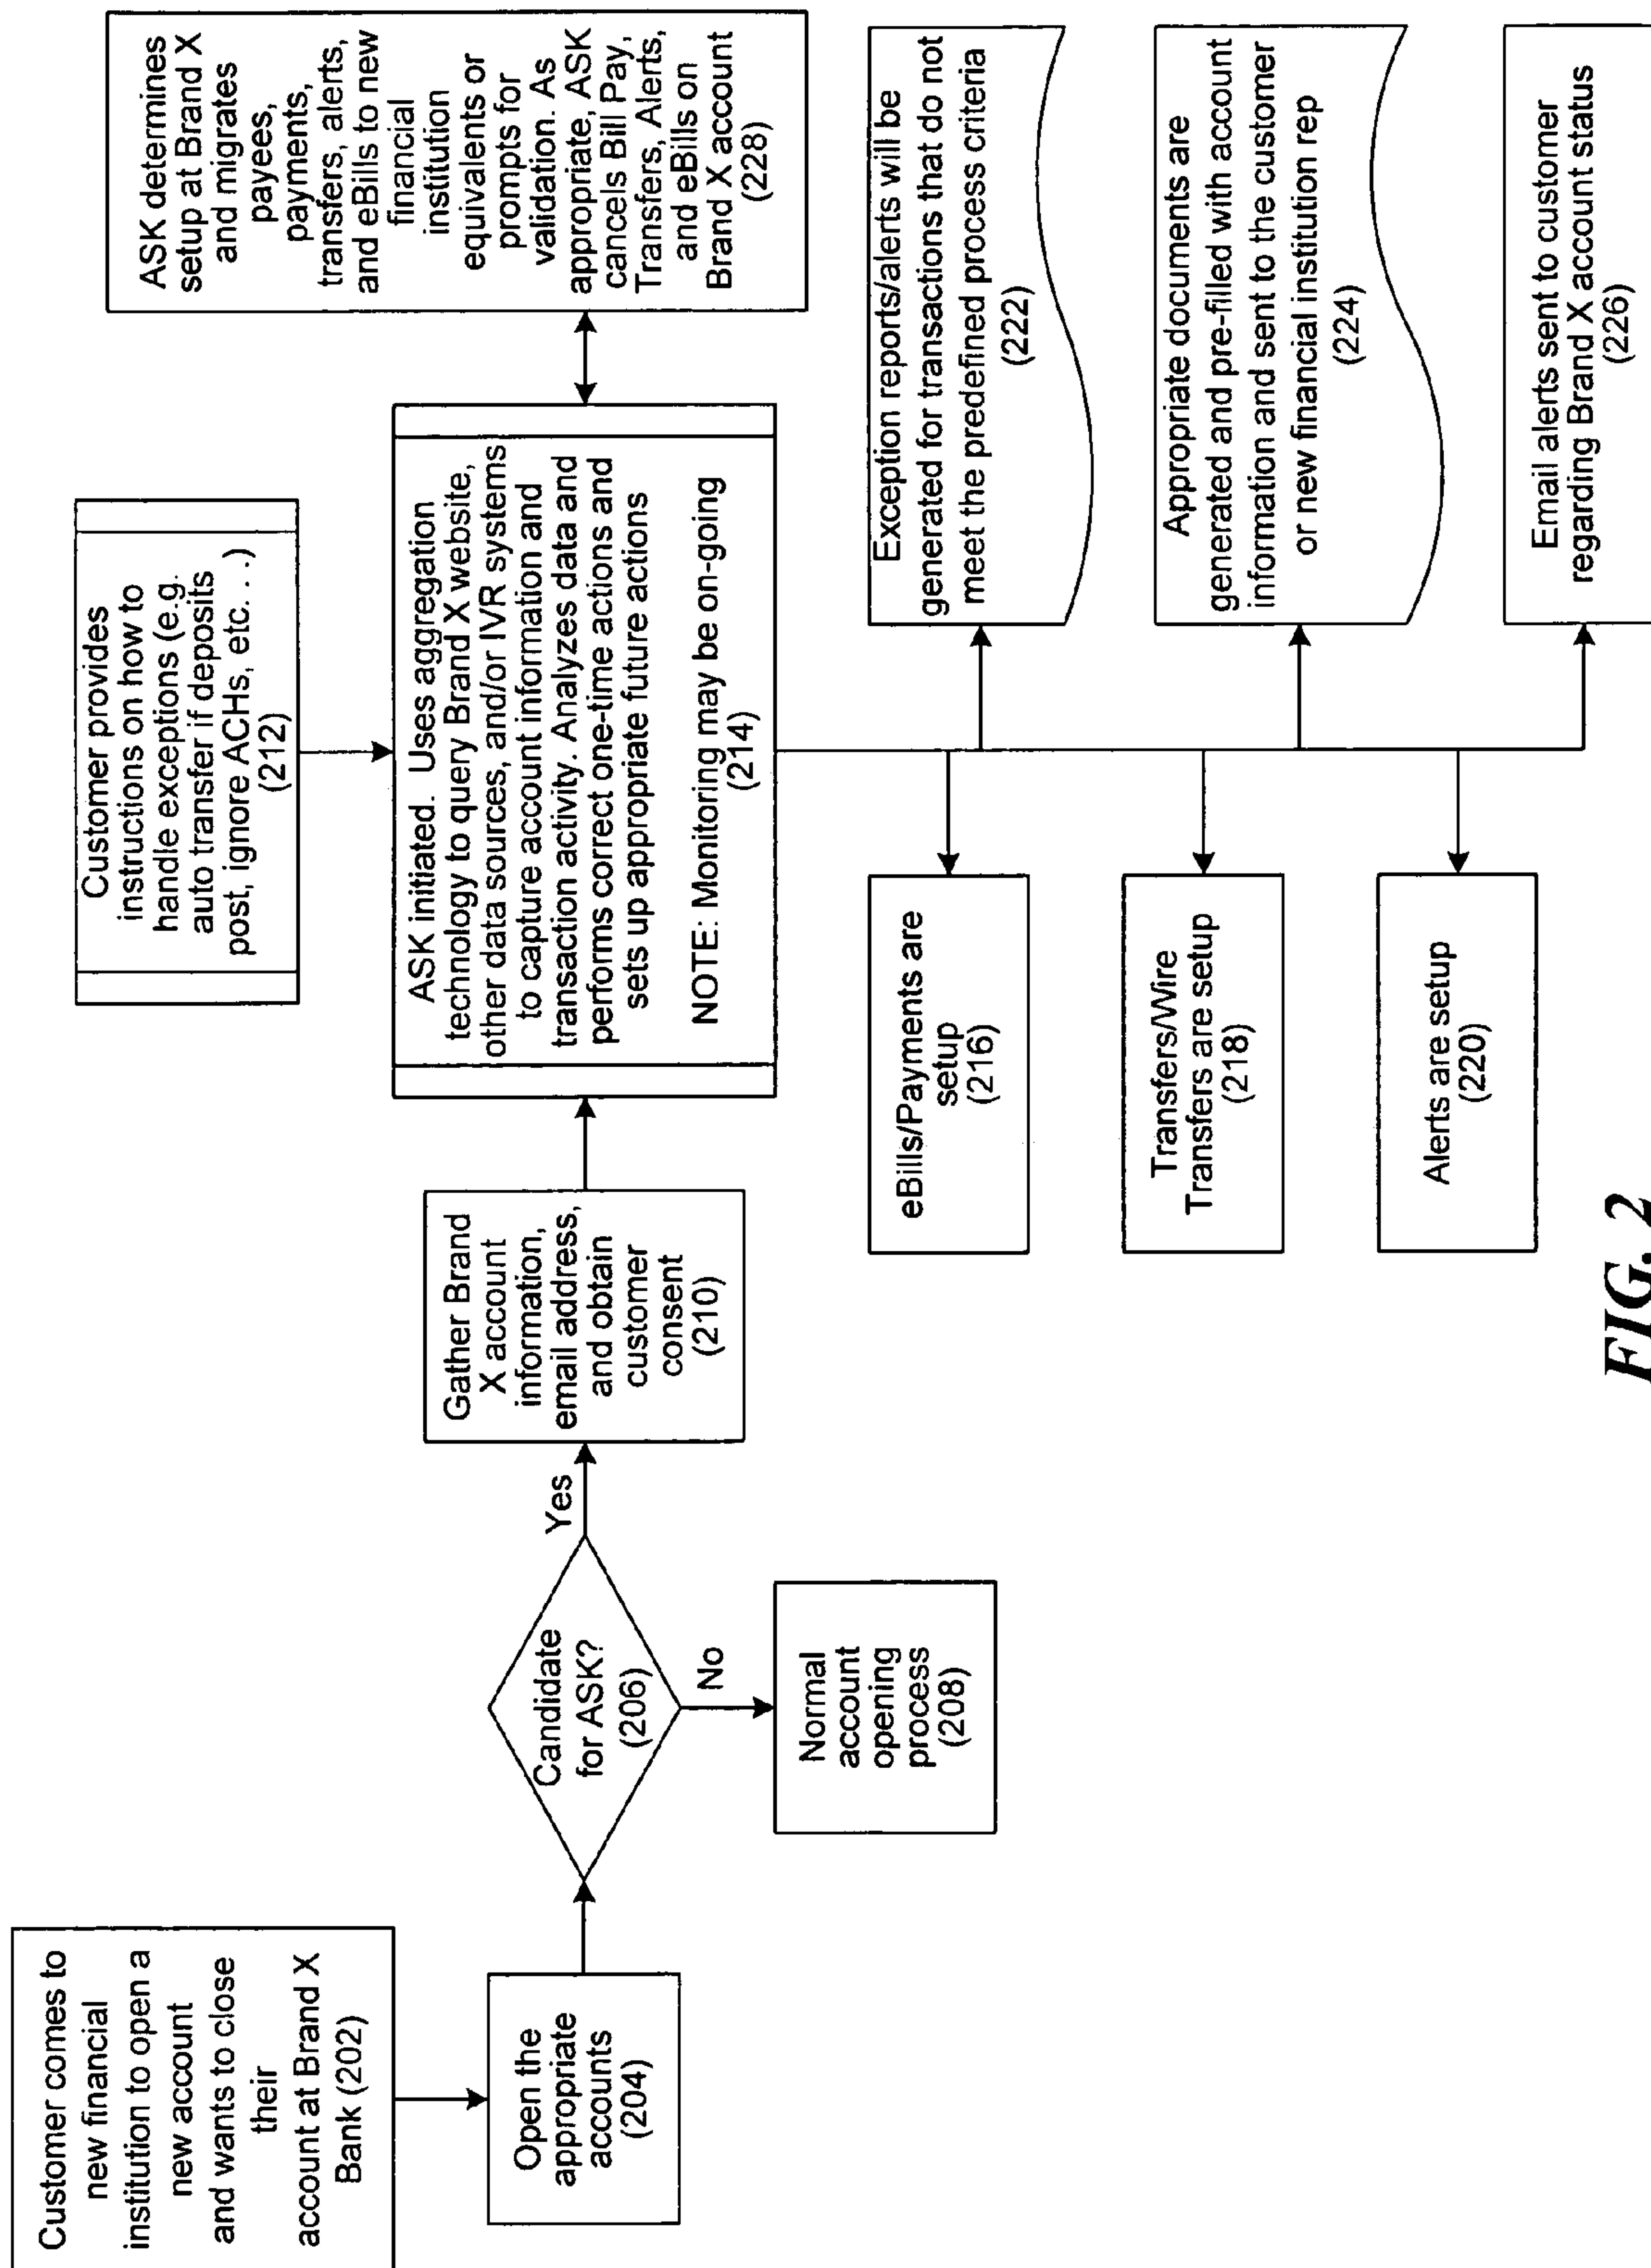 Customer comes to
new financial
institution to open a
new account
and wants to close
their
account at Brand X
Bank (202)
Open the
appropriate
accounts
(204)
Candidate
for ASK?
(206)
Yes
No
Normal
account
opening
process
(208)
Gather Brand
X account
information,
email address,
and obtain
customer
consent
(210)
Customer provides
instructions on how to
handle exceptions (e.g.
auto transfer if deposits
post, ignore ACHs, etc. . .)
(212)
ASK initiated. Uses aggregation
technology to query Brand X website,
other data sources, and/or IVR systems
to capture account information and
transaction activity. Analyzes data and
performs correct one-time actions and
sets up appropriate future actions
NOTE: Monitoring may be on-going
(214)
ASK determines
setup at Brand X
and migrates
payees,
payments,
transfers, alerts,
and eBills to new
financial
institution
equivalents or
prompts for
validation. As
appropriate, ASK
cancels Bill Pay,
Transfers, Alerts,
and eBills on
Brand X account
(228)
eBills/Payments are
setup
(216)
Transfers/Wire
Transfers are setup
(218)
Alerts are setup
(220)
Exception reports/alerts will be
generated for transactions that do not
meet the predefined process criteria
(222)
Appropriate documents are
generated and pre-filled with account
information and sent to the customer
or new financial institution rep
(224)
Email alerts sent to customer
regarding Brand X account status
(226)
FIG. 2